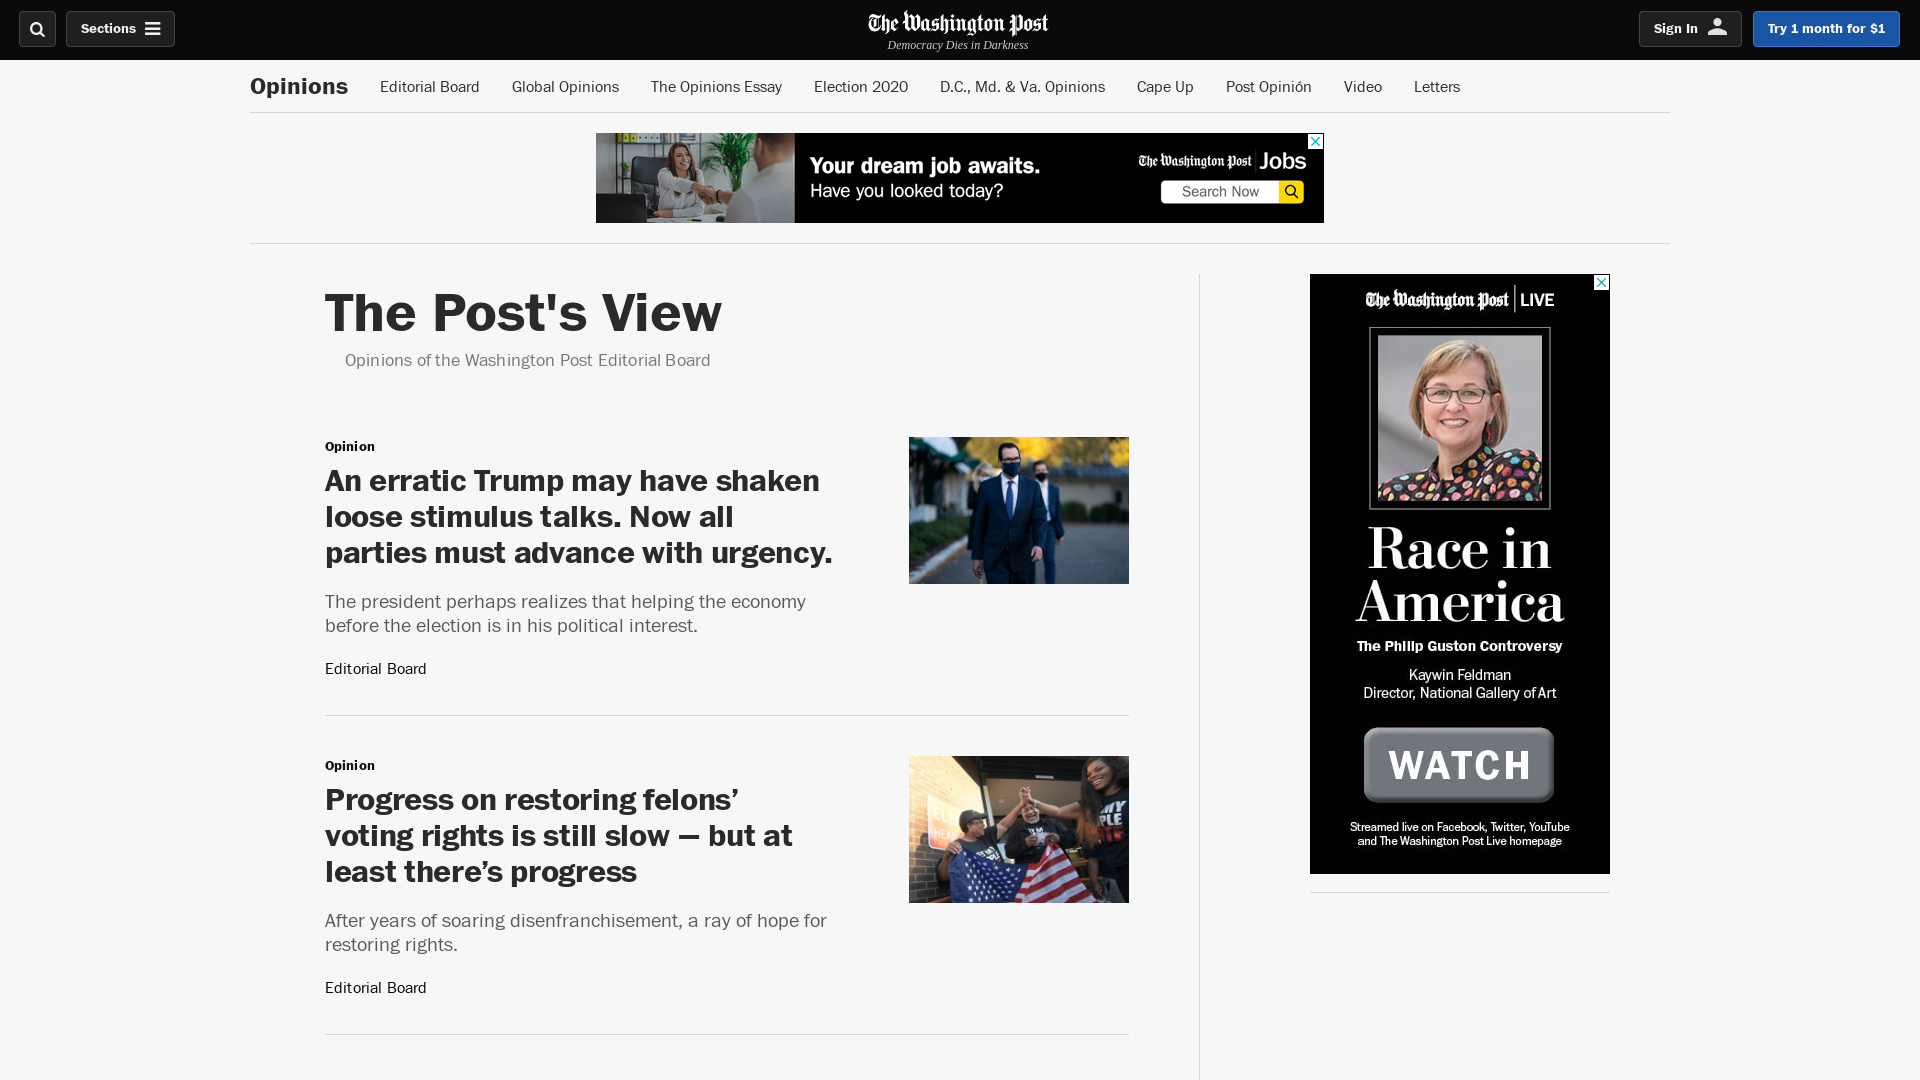 Sections
The Washington Post
Democracy Dies in Darkness
Sign In
Try 1 month for $1
Opinions
Editorial Board
Global Opinions
The Opinions Essay
Election 2020
D.C., Md. & Va. Opinions
Cape Up
Post Opinión
Video
Letters
Your dream job awaits.
Have you looked today?
The Washington Post Jobs
Search Now
The Post's View
Opinions of the Washington Post Editorial Board
Opinion
An erratic Trump may have shaken
loose stimulus talks. Now all
parties must advance with urgency.
The president perhaps realizes that helping the economy
before the election is in his political interest.
Editorial Board
Opinion
Progress on restoring felons’
voting rights is still slow — but at
least there’s progress
After years of soaring disenfranchisement, a ray of hope for
restoring rights.
Editorial Board
The Washington Post LIVE
Race in
America
The Philip Guston Controversy
Kaywin Feldman
Director, National Gallery of Art
WATCH
Streamed live on Facebook, Twitter, YouTube
and The Washington Post Live homepage